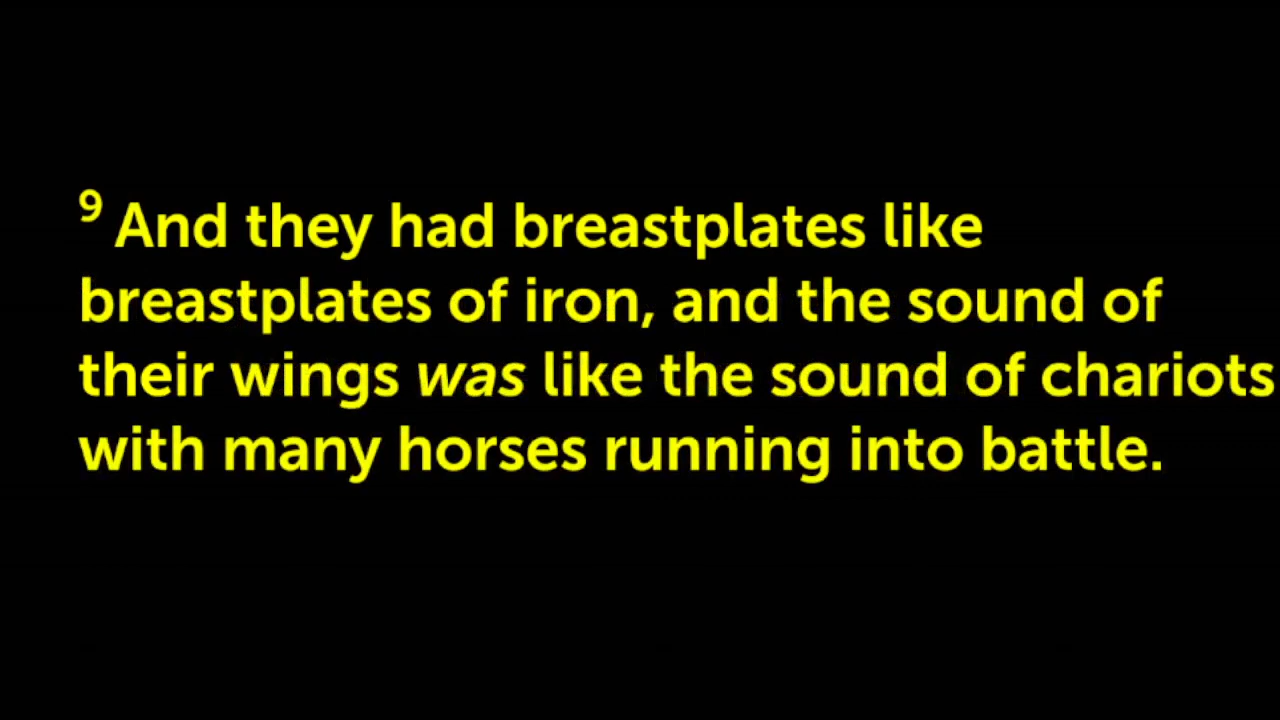 9 And they had breastplates like
breastplates of iron, and the sound of
their wings was like the sound of chariots
with many horses running into battle.